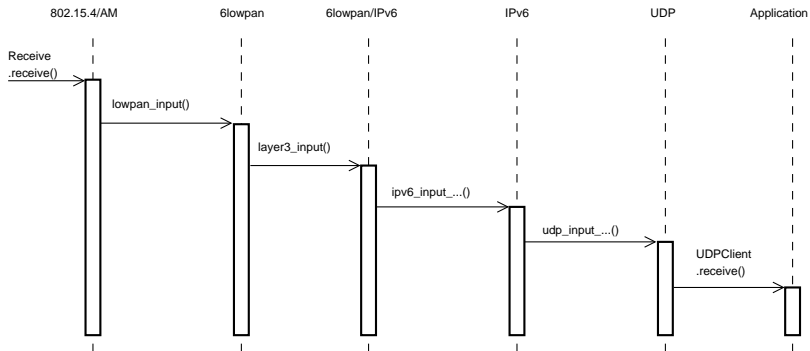 802.15.4/AM
6lowpan
6lowpan/IPv6
IPv6
UDP
Application
Receive
.receive()
lowpan_input()
layer3_input()
ipv6_input_...()
udp_input_...()
UDPClient
.receive()